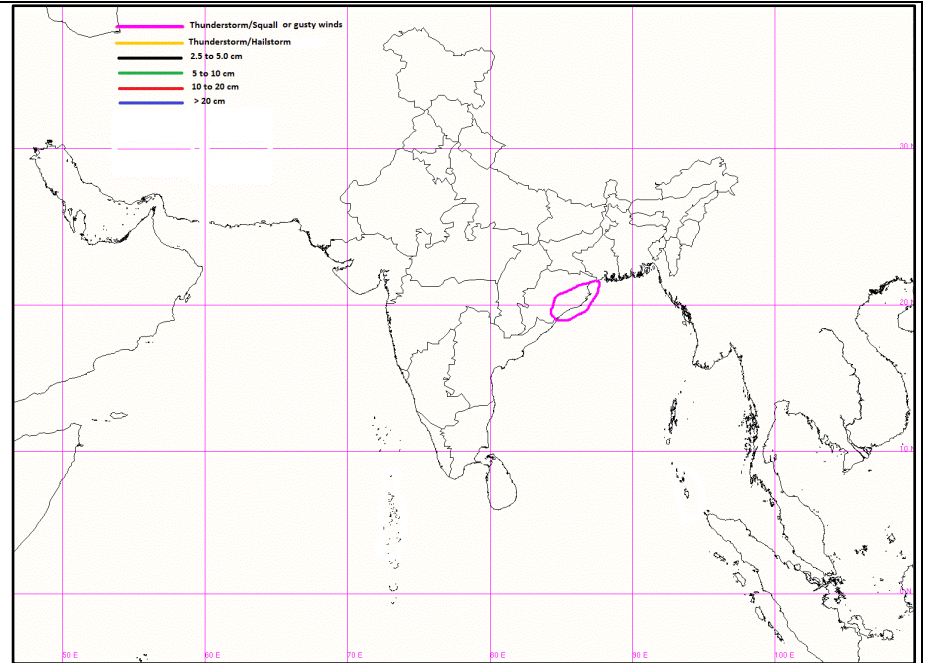 Thunderstorm/Squall or gusty winds
Thunderstorm/Hailstorm
2.5 to 5.0 cm
5 to 10 cm
10 to 20 cm
> 20 cm
30 N
20 N
10 N
0 N
50 E 60 E 70 E 80 E 90 E 100 E